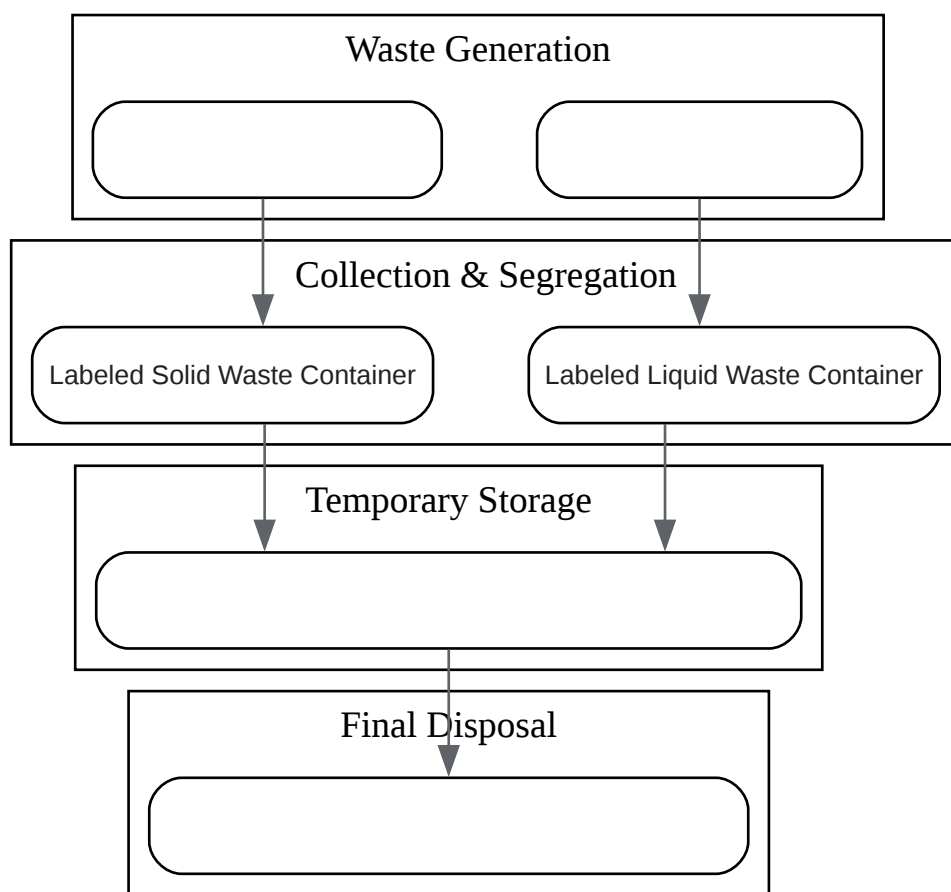 Waste Generation
Collection & Segregation
Labeled Solid Waste Container
Labeled Liquid Waste Container
Temporary Storage
Final Disposal